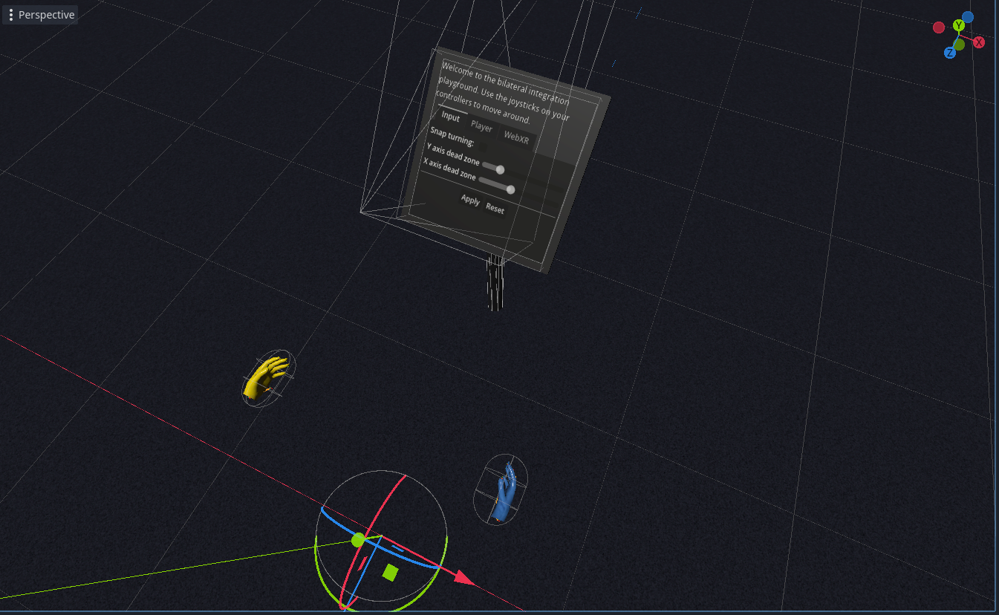 Perspective
Y
X
Z
Welcome to the bilateral integration
playground. Use the joysticks on your
controllers to move around.
Input Player WebXR
Snap turning:
Y axis dead zone
X axis dead zone
Apply Reset